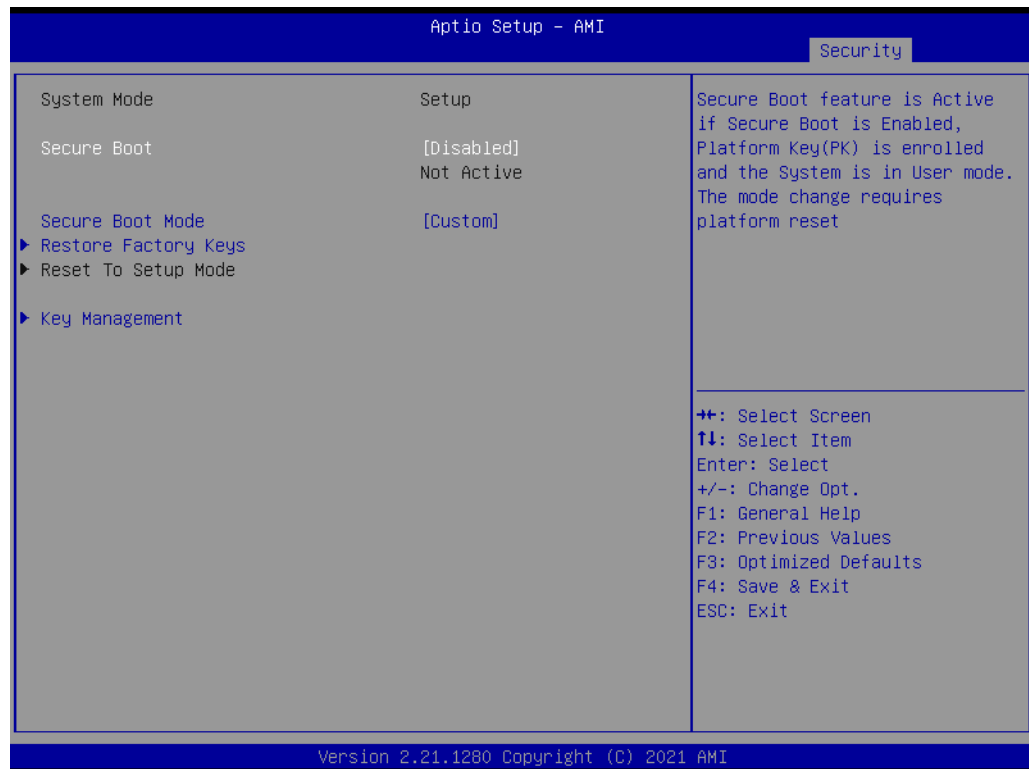 Aptio Setup – AMI
Security
System Mode Setup
Secure Boot [Disabled]
Not Active
Secure Boot Mode [Custom]
Restore Factory Keys
Reset To Setup Mode
Key Management
Secure Boot feature is Active
if Secure Boot is Enabled,
Platform Key(PK) is enrolled
and the System is in User mode.
The mode change requires
platform reset
→←: Select Screen
↑↓: Select Item
Enter: Select
+/-: Change Opt.
F1: General Help
F2: Previous Values
F3: Optimized Defaults
F4: Save & Exit
ESC: Exit
Version 2.21.1280 Copyright (C) 2021 AMI